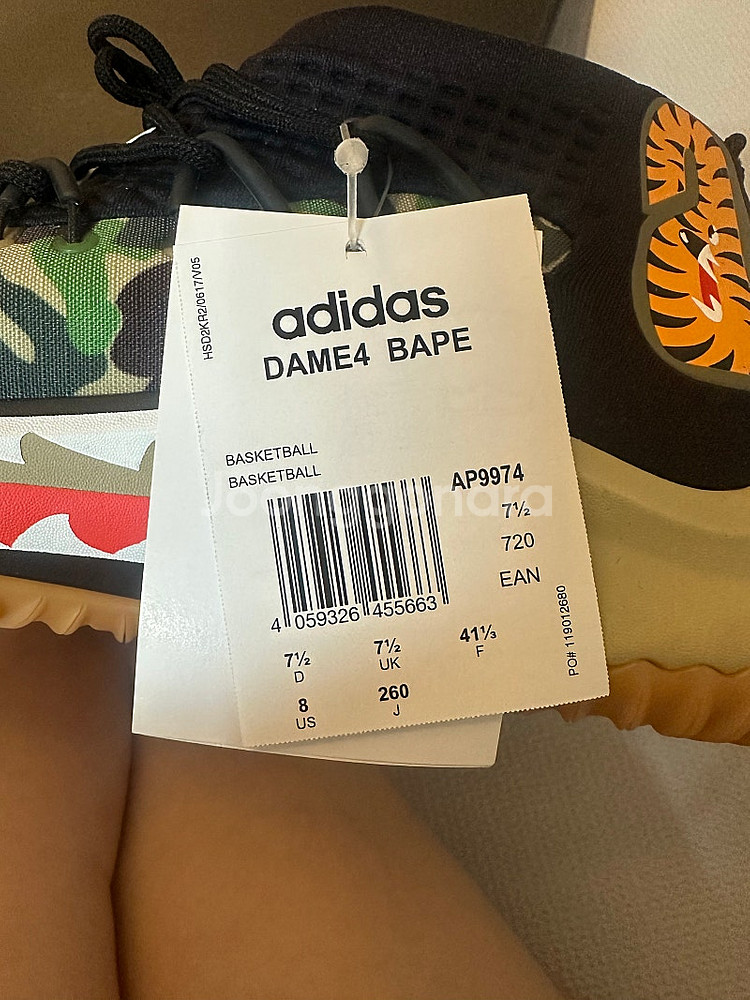 HSD2KR2/0617/V05
adidas
DAME4 BAPE
BASKETBALL
BASKETBALL
AP9974
7½
720
EAN
Joonggonara
4 059326 455663
7½ 7½ 41⅓
D UK F
8 260
US J
PO# 119012680